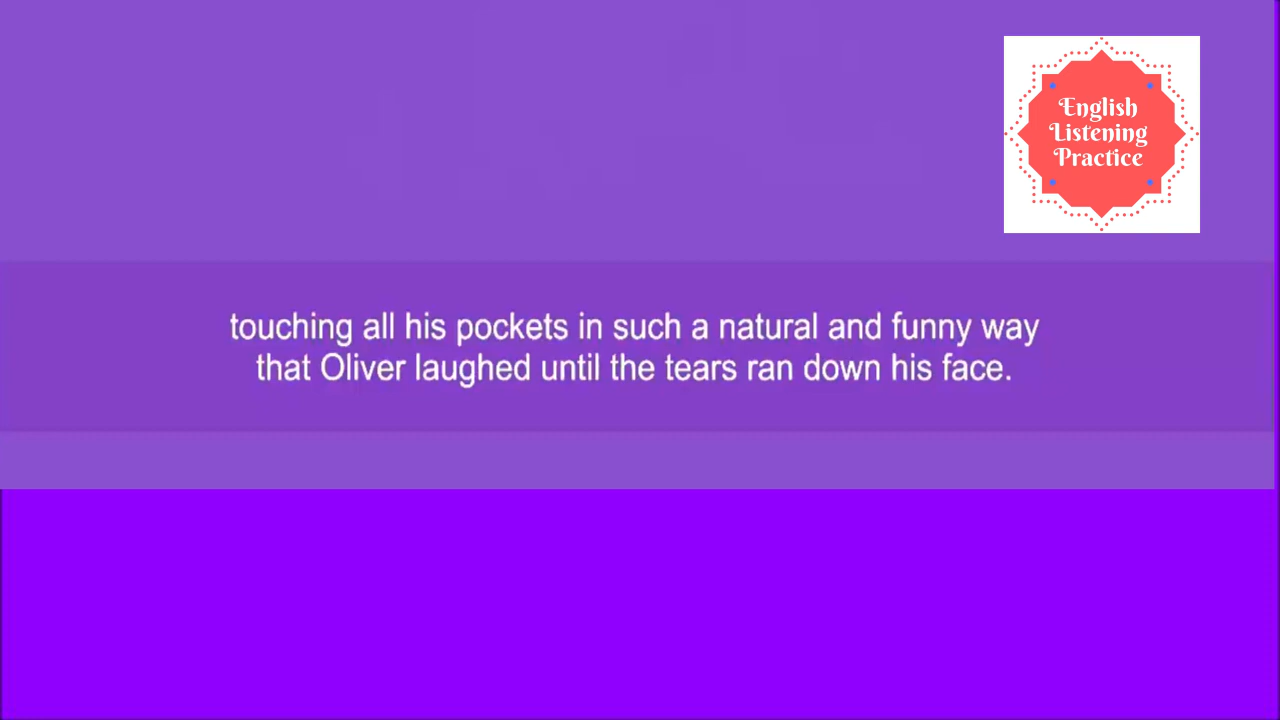 English
Listening
Practice
touching all his pockets in such a natural and funny way
that Oliver laughed until the tears ran down his face.